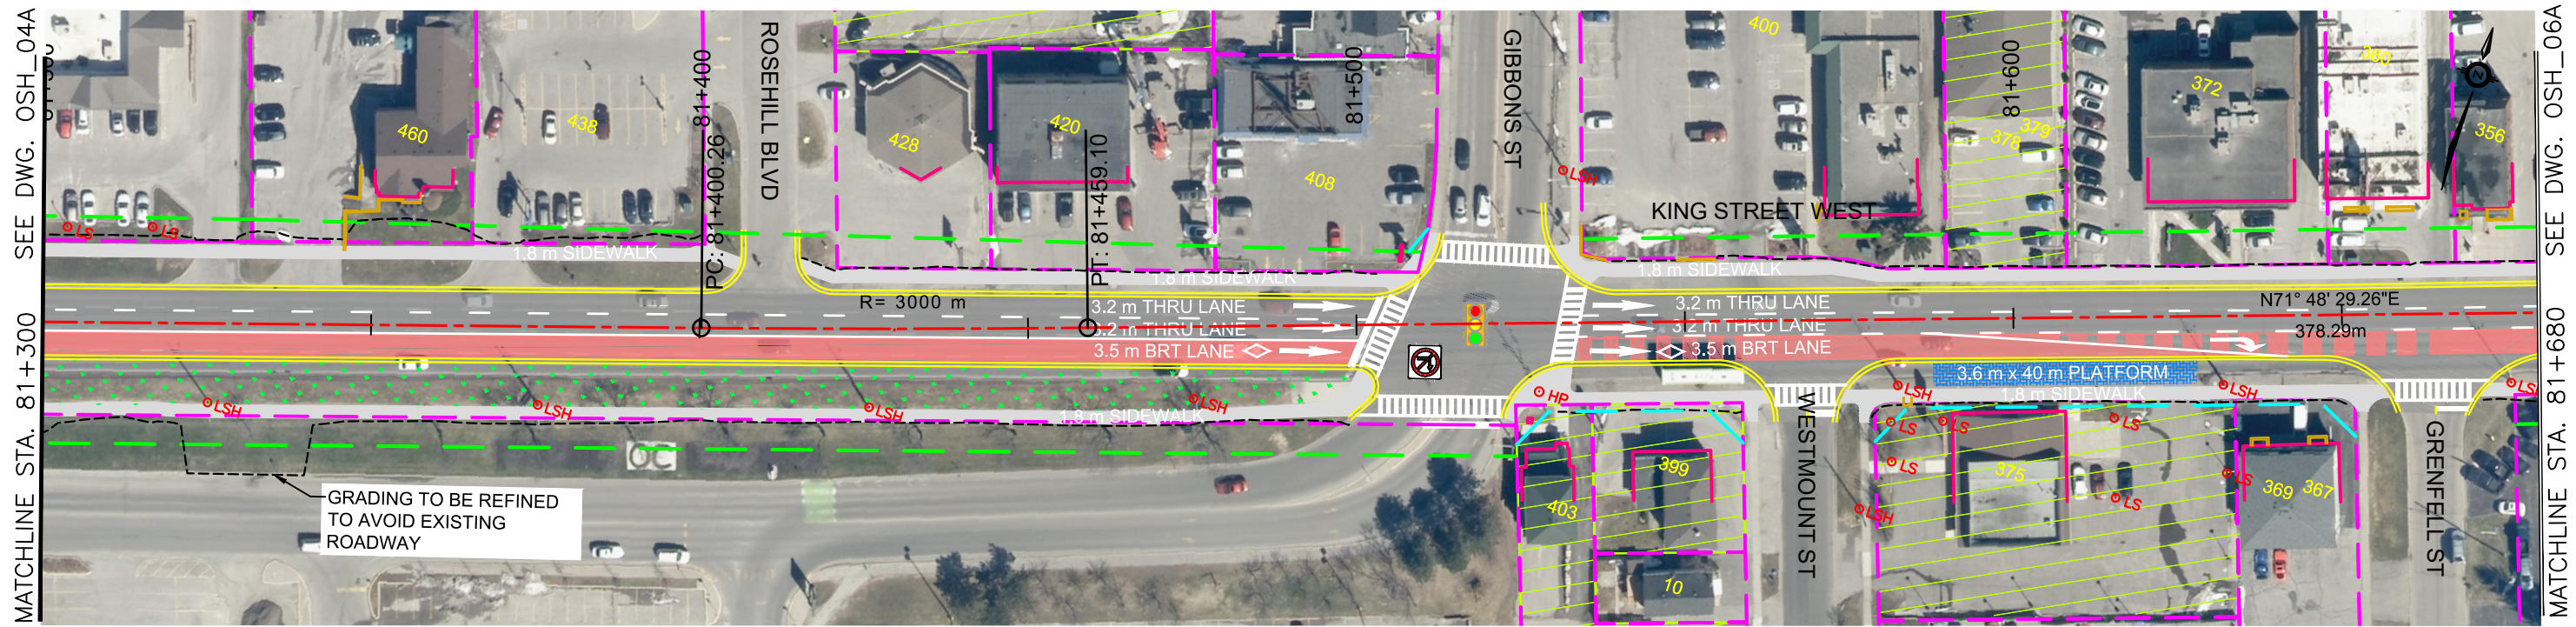 MATCHLINE STA. 81+300 SEE DWG. OSH_04A
460
438
81+400
PC: 81+400.26
ROSEHILL BLVD
428
420
PT: 81+459.10
408
81+500
GIBBONS ST
400
LSH
KING STREET WEST
378
379
81+600
372
380
356
N
LS
LS
1.8 m SIDEWALK
1.8 m SIDEWALK
1.8 m SIDEWALK
R= 3000 m
3.2 m THRU LANE
3.2 m THRU LANE
3.5 m BRT LANE
3.2 m THRU LANE
3.2 m THRU LANE
3.5 m BRT LANE
N71° 48' 29.26"E
378.29m
3.6 m x 40 m PLATFORM
1.8 m SIDEWALK
1.8 m SIDEWALK
LSH
LSH
LSH
LSH
HP
LSH
LSH
LS
LS
LS
LS
LS
LS
LSH
GRADING TO BE REFINED
TO AVOID EXISTING
ROADWAY
403
399
10
WESTMOUNT ST
375
369
367
GRENFELL ST
MATCHLINE STA. 81+680 SEE DWG. OSH_06A